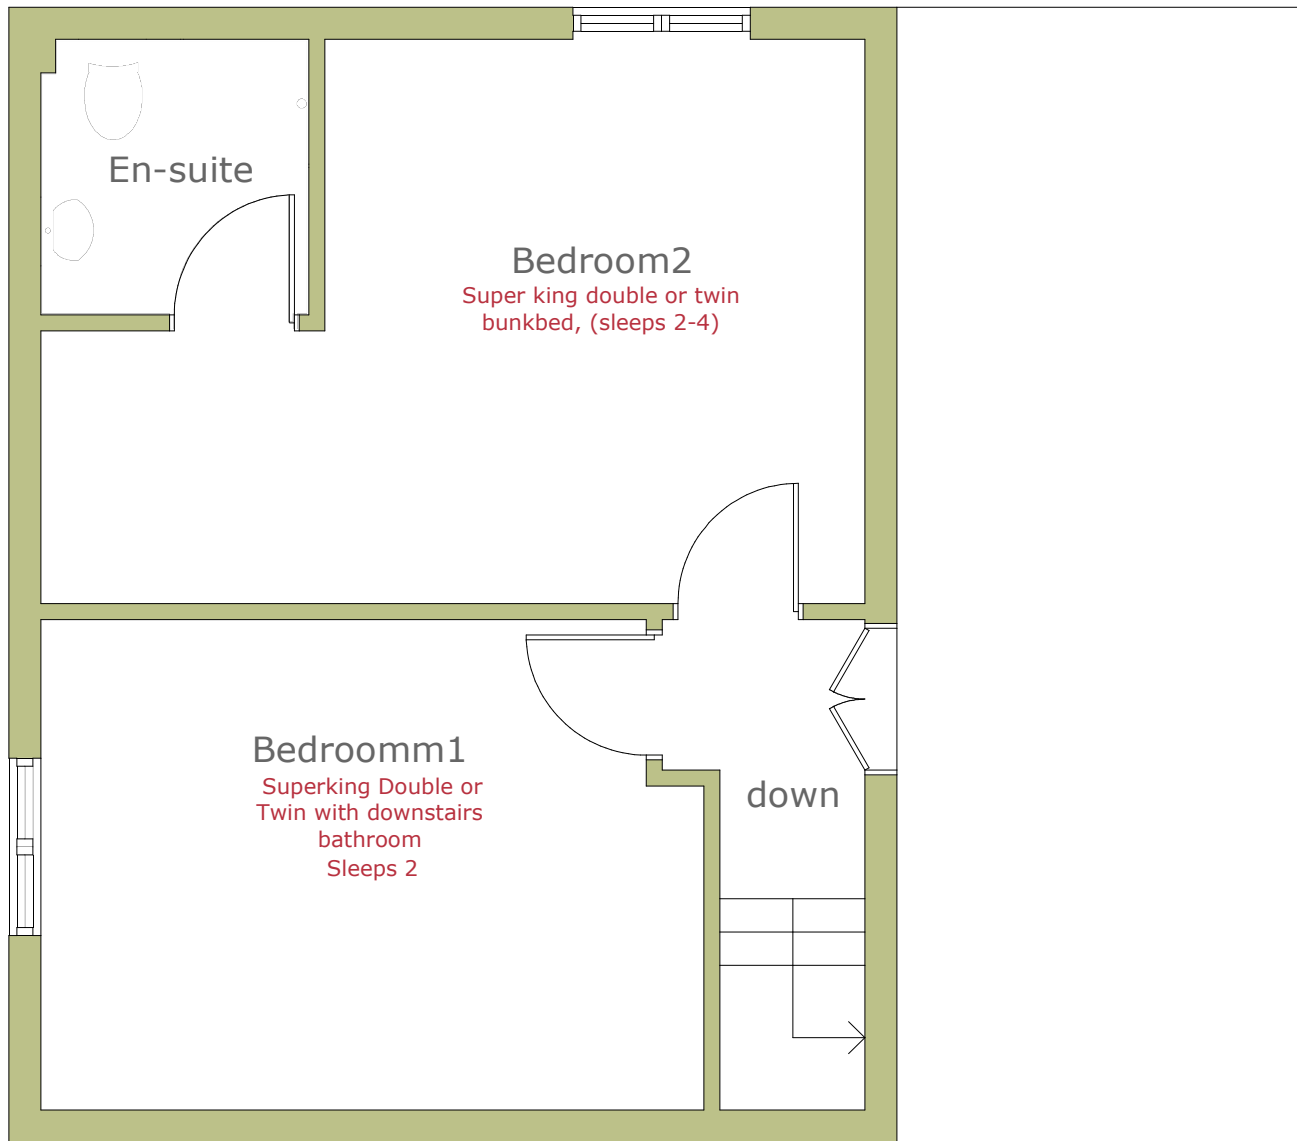 En-suite
Bedroom2
Super king double or twin
bunkbed, (sleeps 2-4)
Bedroomm1
Superking Double or
Twin with downstairs
bathroom
Sleeps 2
down